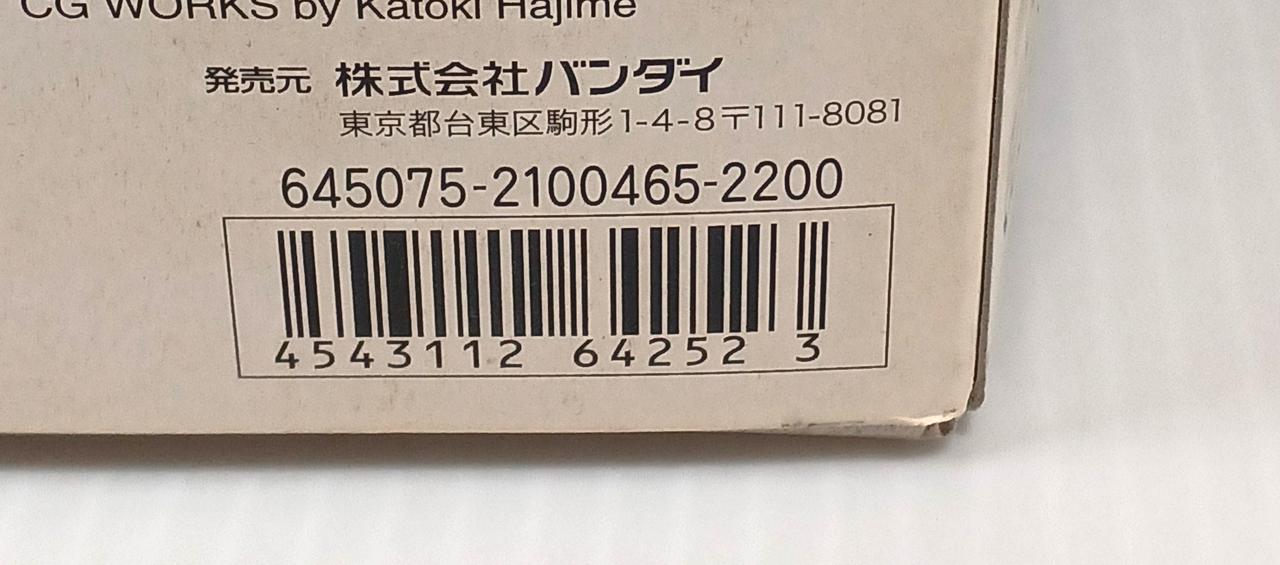 CG WORKS by Katoki Hajime
発売元 株式会社バンダイ
東京都台東区駒形1-4-8〒111-8081
645075-2100465-2200
4543112 64252 3